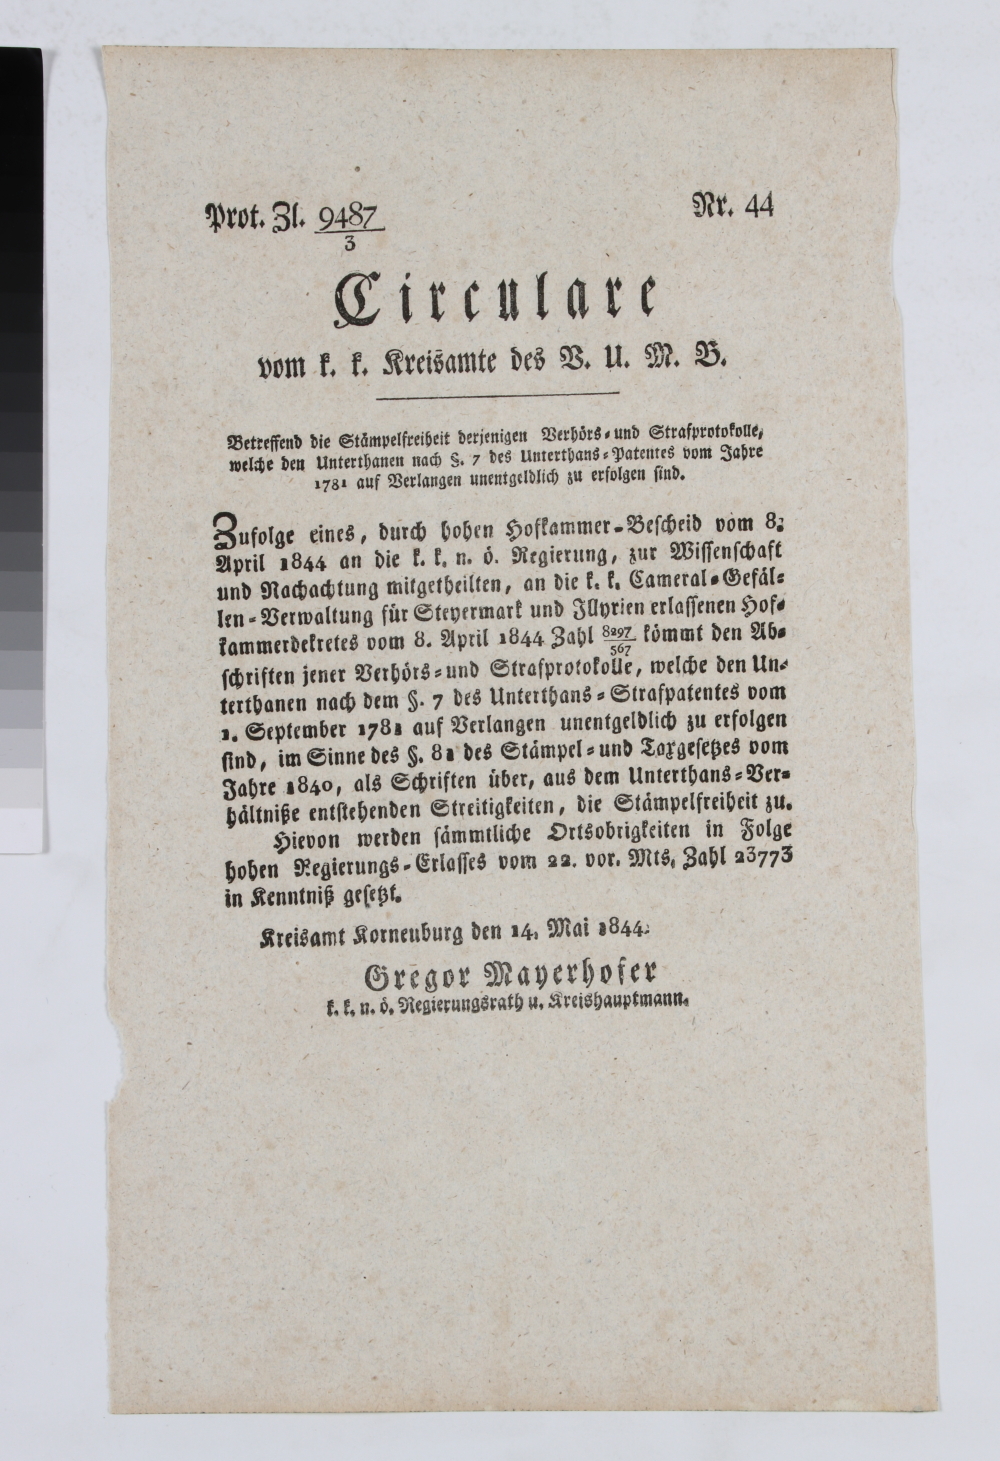 Prot. Zl. 9487/3 Nr. 44
Circulare
vom k. k. Kreisamte des V. U. M. B.
Betreffend die Stämpelfreiheit derjenigen Verhörs- und Strafprotokolle,
welche den Unterthanen nach §. 7 des Unterthans-Patentes vom Jahre
1781 auf Verlangen unentgeldlich zu erfolgen sind.
Zufolge eines, durch hohen Hofkammer-Bescheid vom 8.
April 1844 an die k. k. n. ö. Regierung, zur Wissenschaft
und Nachachtung mitgetheilten, an die k. k. Cameral-Gefäl-
len-Verwaltung für Steyermark und Illyrien erlassenen Hof-
kammerdekretes vom 8. April 1844 Zahl 8297/567 kömmt den Ab-
schriften jener Verhörs- und Strafprotokolle, welche den Un-
terthanen nach dem §. 7 des Unterthans-Strafpatentes vom
1. September 1781 auf Verlangen unentgeldlich zu erfolgen
sind, im Sinne des §. 81 des Stämpel- und Taxgesetzes vom
Jahre 1840, als Schriften über, aus dem Unterthans-Ver-
hältniße entstehenden Streitigkeiten, die Stämpelfreiheit zu.
Hievon werden sämmtliche Ortsobrigkeiten in Folge
hohen Regierungs-Erlasses vom 22. vor. Mts. Zahl 23773
in Kenntniß gesetzt.
Kreisamt Korneuburg den 14. Mai 1844.
Gregor Mayerhofer
k. k. n. ö. Regierungsrath u. Kreishauptmann.